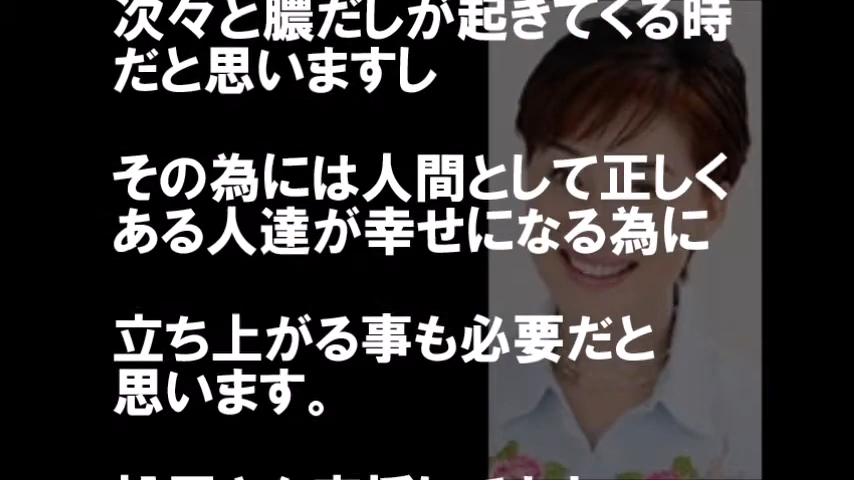 次々と膿だしが起きてくる時
だと思いますし
その為には人間として正しく
ある人達が幸せになる為に
立ち上がる事も必要だと
思います。